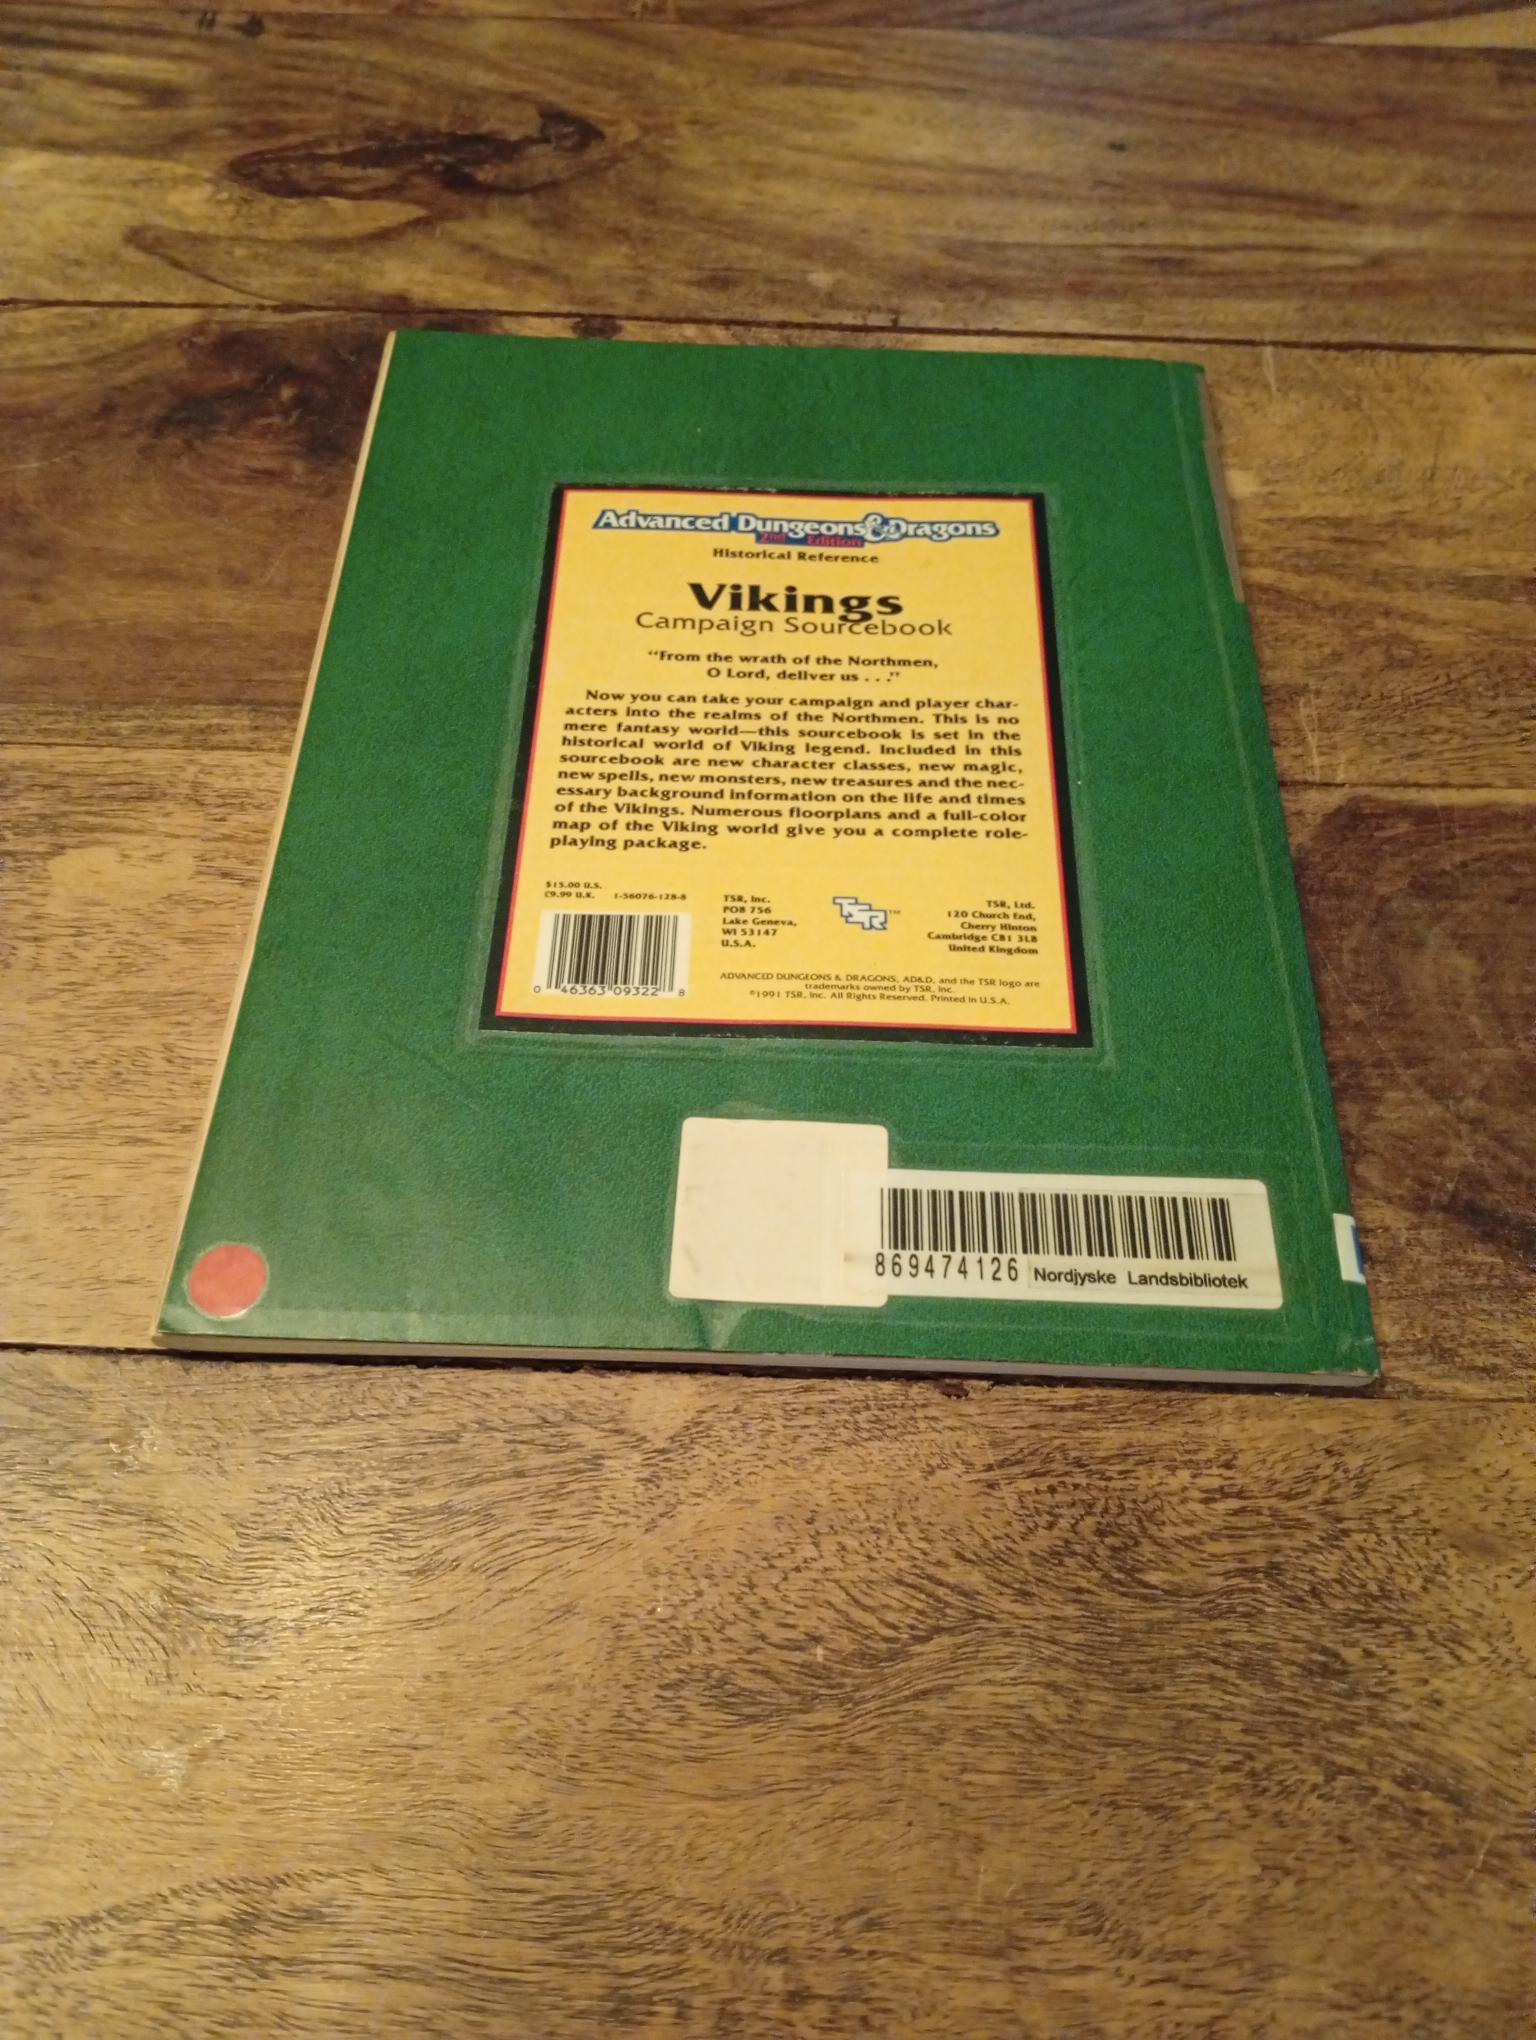 Advanced Dungeons & Dragons
2nd Edition
Historical Reference
Vikings
Campaign Sourcebook
“From the wrath of the Northmen,
O Lord, deliver us . . .”
Now you can take your campaign and player char-
acters into the realms of the Northmen. This is no
mere fantasy world—this sourcebook is set in the
historical world of Viking legend. Included in this
sourcebook are new character classes, new magic,
new spells, new monsters, new treasures and the nec-
essary background information on the life and times
of the Vikings. Numerous floorplans and a full-color
map of the Viking world give you a complete role-
playing package.
$15.00 U.S.
£9.99 U.K. 1-56076-128-8
0 46363 09322 8
TSR, Inc.
POB 756
Lake Geneva,
WI 53147
U.S.A.
TSR™
TSR, Ltd.
120 Church End,
Cherry Hinton
Cambridge CB1 3LB
United Kingdom
ADVANCED DUNGEONS & DRAGONS, AD&D, and the TSR logo are
trademarks owned by TSR, Inc.
©1991 TSR, Inc. All Rights Reserved. Printed in U.S.A.
869474126 Nordjyske Landsbibliotek